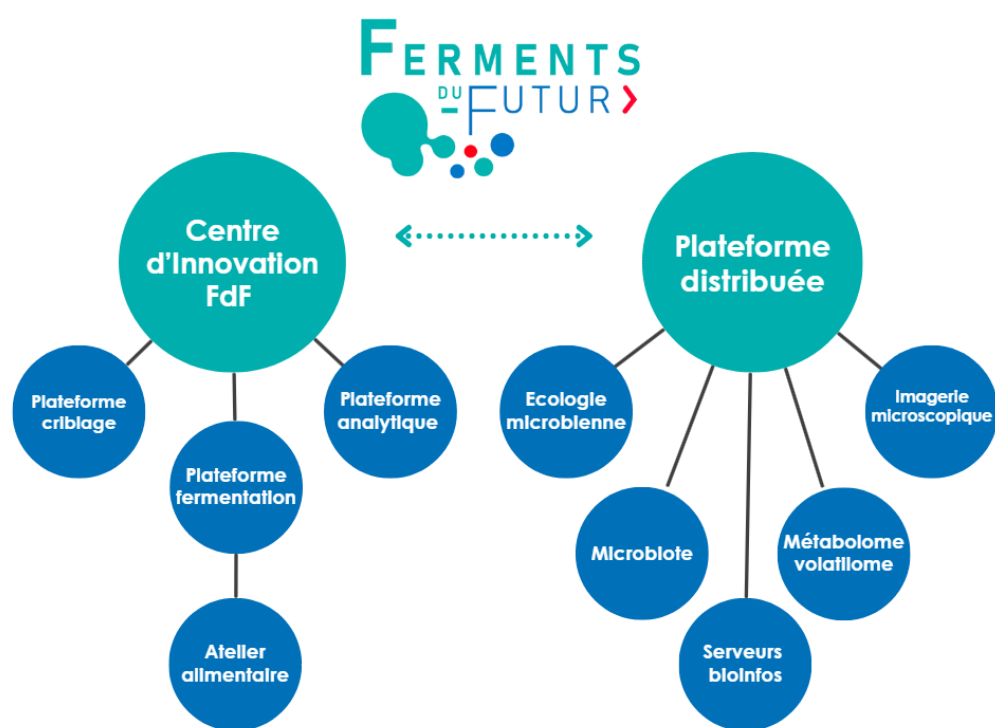 FERMENTS
DU FUTUR
Centre
d'Innovation
FdF
Plateforme
distribuée
Plateforme
criblage
Plateforme
analytique
Plateforme
fermentation
Atelier
alimentaire
Ecologie
microbienne
Imagerie
microscopique
Microbiote
Métabolome
volatilome
Serveurs
bioinfos